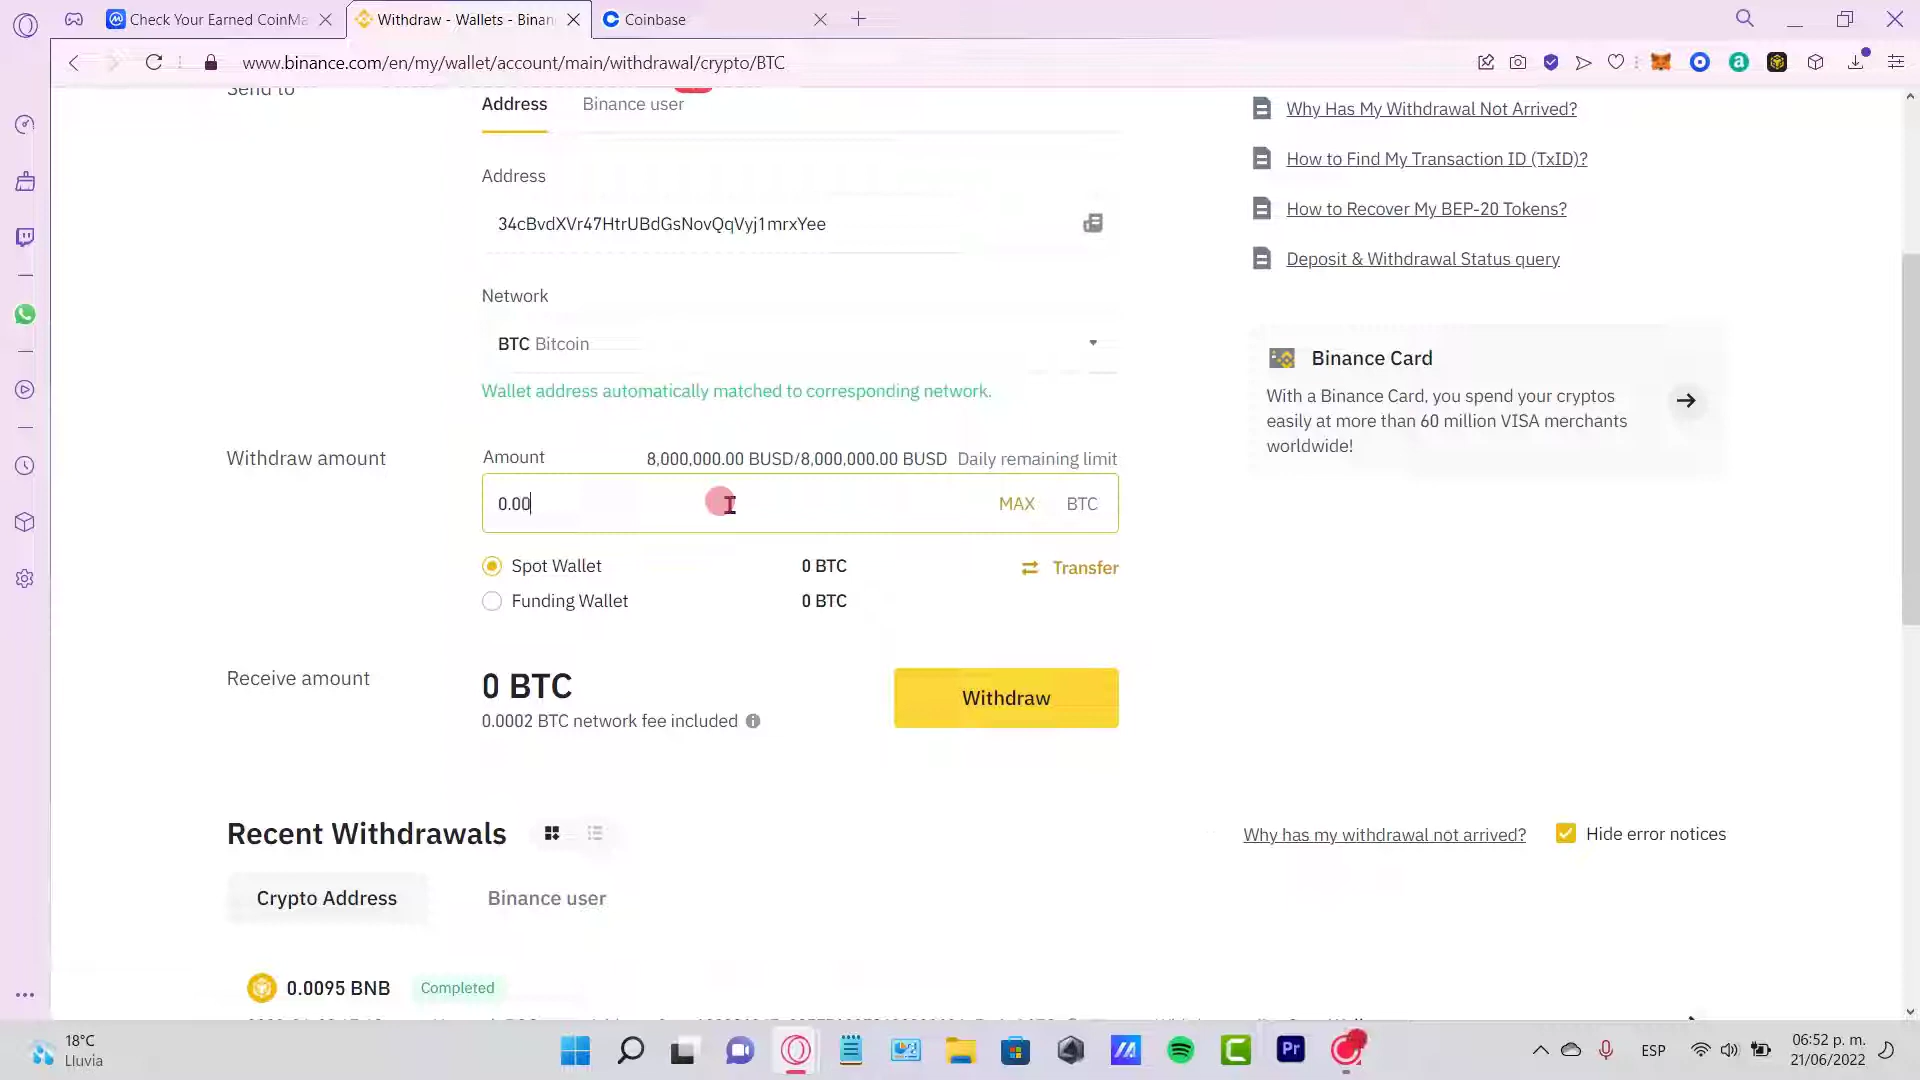 Check Your Earned CoinMa
Withdraw - Wallets - Binan
Coinbase
www.binance.com/en/my/wallet/account/main/withdrawal/crypto/BTC
Send to
Address
Binance user
Address
34cBvdXVr47HtrUBdGsNovQqVyj1mrxYee
Network
BTC Bitcoin
Wallet address automatically matched to corresponding network.
Withdraw amount
Amount
8,000,000.00 BUSD/8,000,000.00 BUSD Daily remaining limit
0.00
MAX
BTC
Spot Wallet
0 BTC
Transfer
Funding Wallet
0 BTC
Receive amount
0 BTC
0.0002 BTC network fee included
Withdraw
Why Has My Withdrawal Not Arrived?
How to Find My Transaction ID (TxID)?
How to Recover My BEP-20 Tokens?
Deposit & Withdrawal Status query
Binance Card
With a Binance Card, you spend your cryptos
easily at more than 60 million VISA merchants
worldwide!
Recent Withdrawals
Why has my withdrawal not arrived?
Hide error notices
Crypto Address
Binance user
0.0095 BNB
Completed
18°C
Lluvia
Pr
ESP
06:52 p. m.
21/06/2022